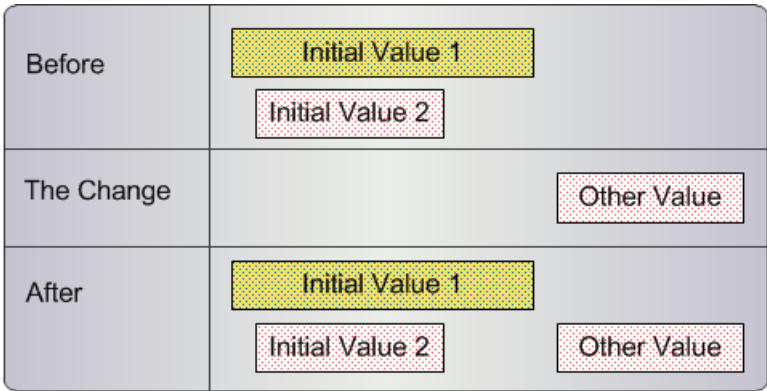 Before
Initial Value 1
Initial Value 2
The Change
Other Value
After
Initial Value 1
Initial Value 2
Other Value